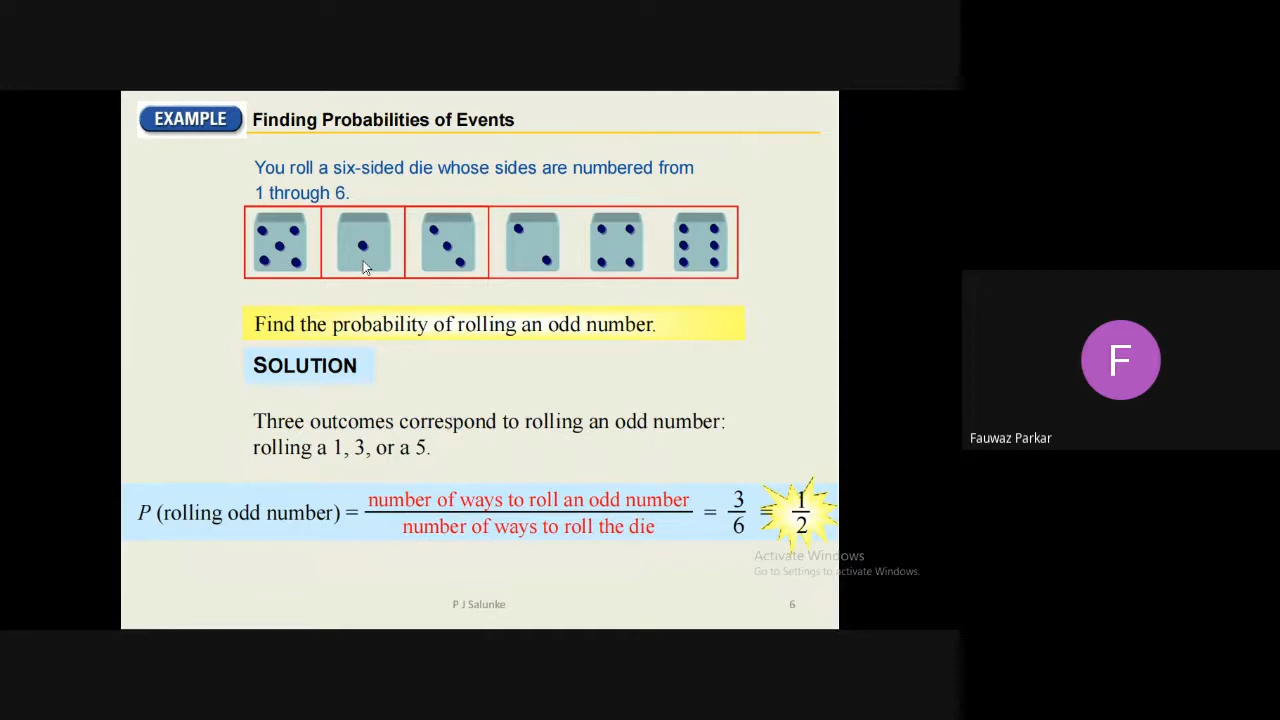 EXAMPLE Finding Probabilities of Events
You roll a six-sided die whose sides are numbered from
1 through 6.
Find the probability of rolling an odd number.
SOLUTION
Three outcomes correspond to rolling an odd number:
rolling a 1, 3, or a 5.
P (rolling odd number) = number of ways to roll an odd number / number of ways to roll the die = 3/6 = 1/2
Activate Windows
Go to Settings to activate Windows.
P J Salunke 6
F
Fauwaz Parkar